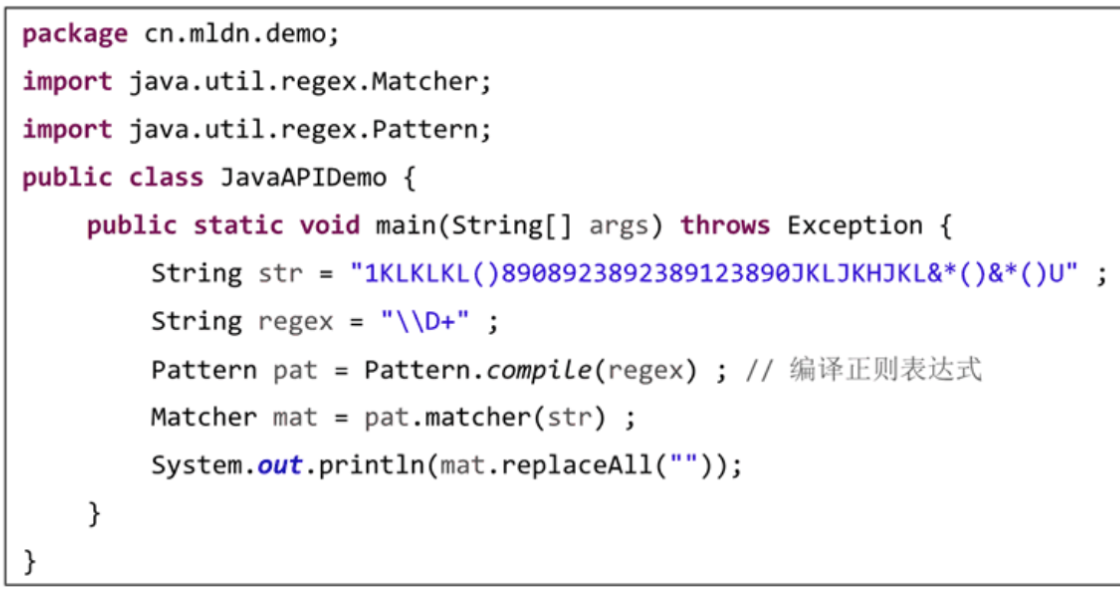 package cn.mldn.demo;
import java.util.regex.Matcher;
import java.util.regex.Pattern;
public class JavaAPIDemo {
public static void main(String[] args) throws Exception {
String str = "1KLKLKL()8908923892389123890JKLJKHJKL&*()&*()U" ;
String regex = "\\D+" ;
Pattern pat = Pattern.compile(regex) ; // 编译正则表达式
Matcher mat = pat.matcher(str) ;
System.out.println(mat.replaceAll(""));
}
}